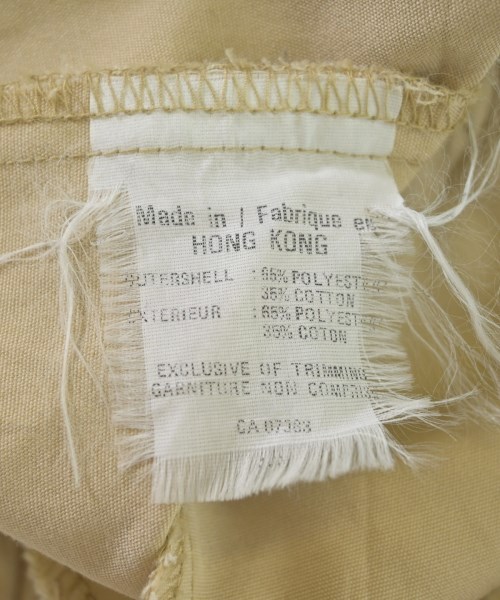 Made in / Fabrique en
HONG KONG
OUTERSHELL : 65% POLYESTER
35% COTTON
EXTERIEUR : 65% POLYESTER
35% COTON
EXCLUSIVE OF TRIMMING
GARNITURE NON COMPRISE
CA 07383